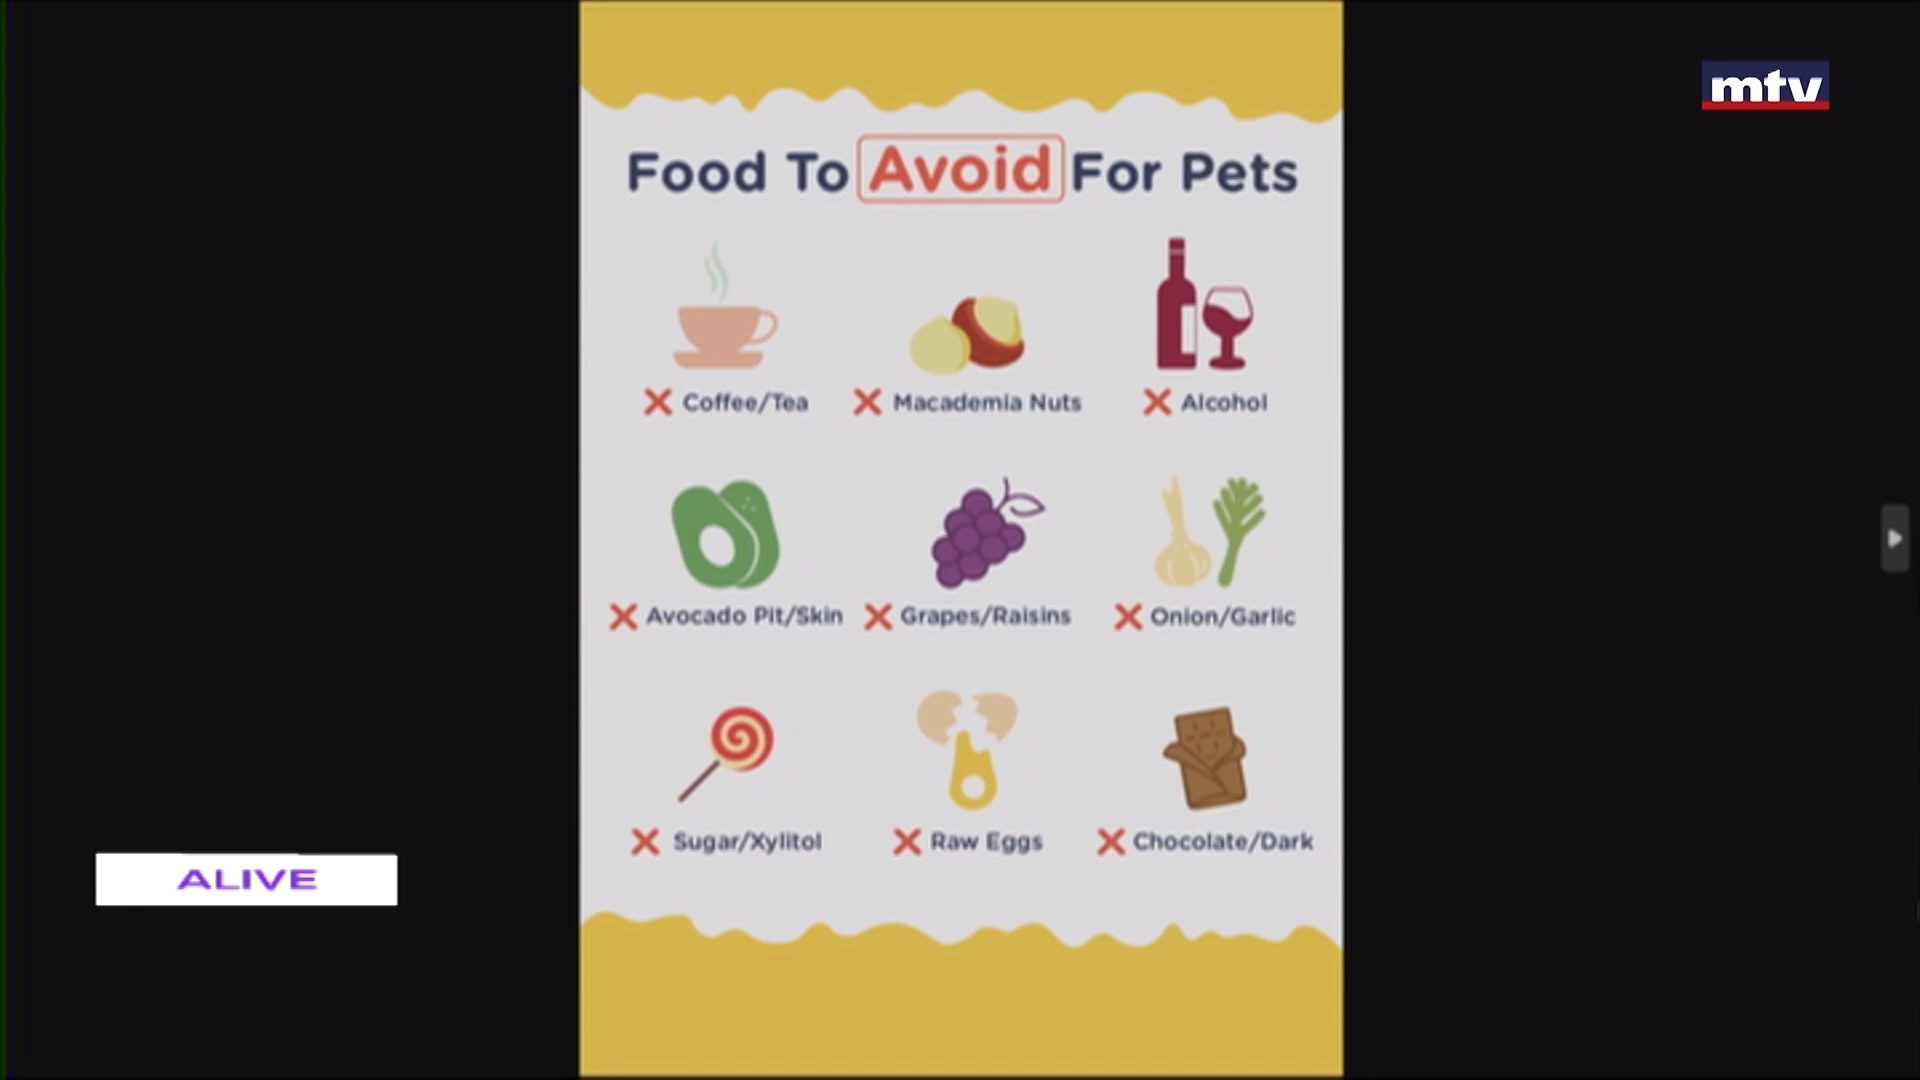 mtv
Food To Avoid For Pets
Coffee/Tea
Macademia Nuts
Alcohol
Avocado Pit/Skin
Grapes/Raisins
Onion/Garlic
Sugar/Xylitol
Raw Eggs
Chocolate/Dark
ALIVE